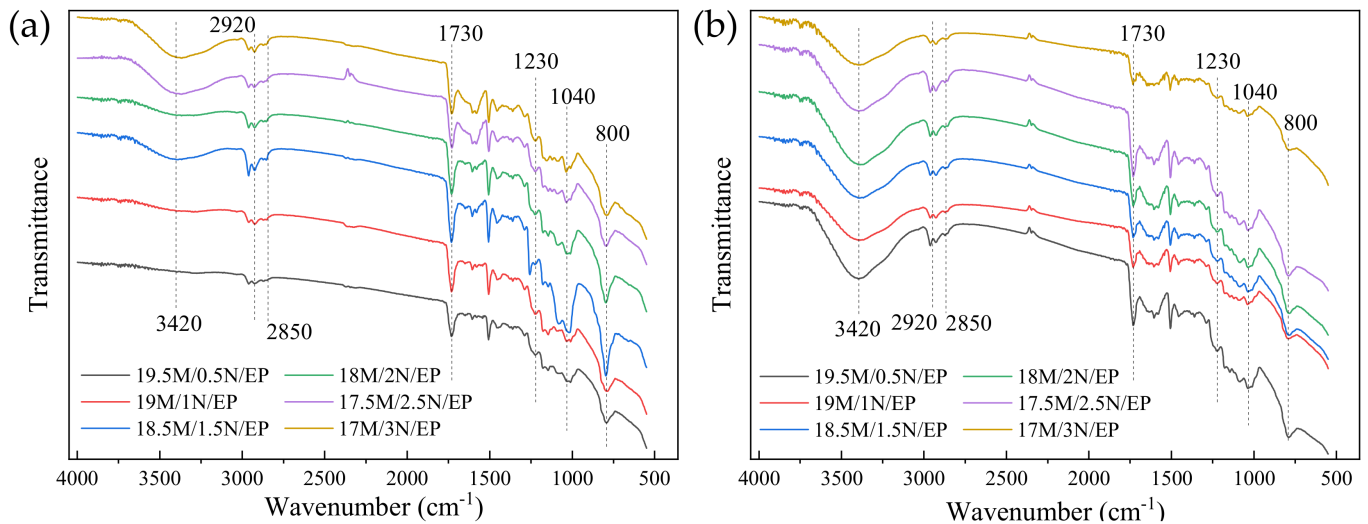 (a)
2920
1730
1230
1040
800
3420
2850
Transmittance
19.5M/0.5N/EP 18M/2N/EP
19M/1N/EP 17.5M/2.5N/EP
18.5M/1.5N/EP 17M/3N/EP
4000 3500 3000 2500 2000 1500 1000 500
Wavenumber (cm⁻¹)
(b)
1730
1230
1040
800
3420
2920
2850
Transmittance
19.5M/0.5N/EP 18M/2N/EP
19M/1N/EP 17.5M/2.5N/EP
18.5M/1.5N/EP 17M/3N/EP
4000 3500 3000 2500 2000 1500 1000 500
Wavenumber (cm⁻¹)